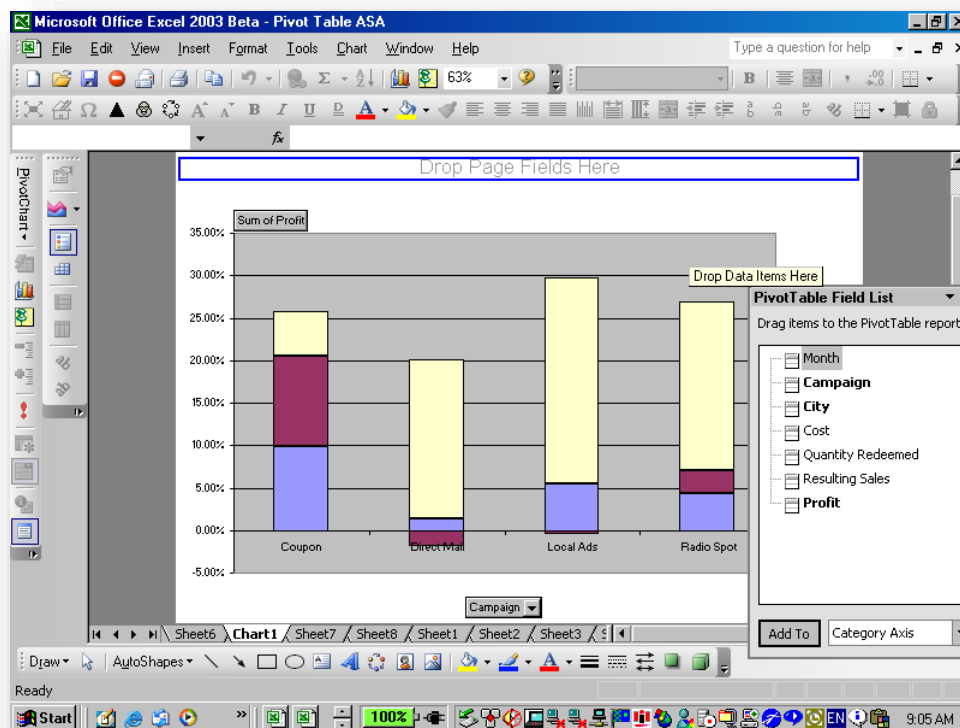 Microsoft Office Excel 2003 Beta - Pivot Table ASA
File Edit View Insert Format Tools Chart Window Help Type a question for help
63%
fx
PivotChart
Drop Page Fields Here
Sum of Profit
35.00%
30.00%
Drop Data Items Here
PivotTable Field List
Drag items to the PivotTable report
25.00%
20.00%
15.00%
10.00%
5.00%
0.00%
-5.00%
Month
Campaign
City
Cost
Quantity Redeemed
Resulting Sales
Profit
Coupon Direct Mail Local Ads Radio Spot
Campaign
Add To Category Axis
Sheet6 Chart1 Sheet7 Sheet8 Sheet1 Sheet2 Sheet3
Draw AutoShapes
Ready
Start 100% EN 9:05 AM